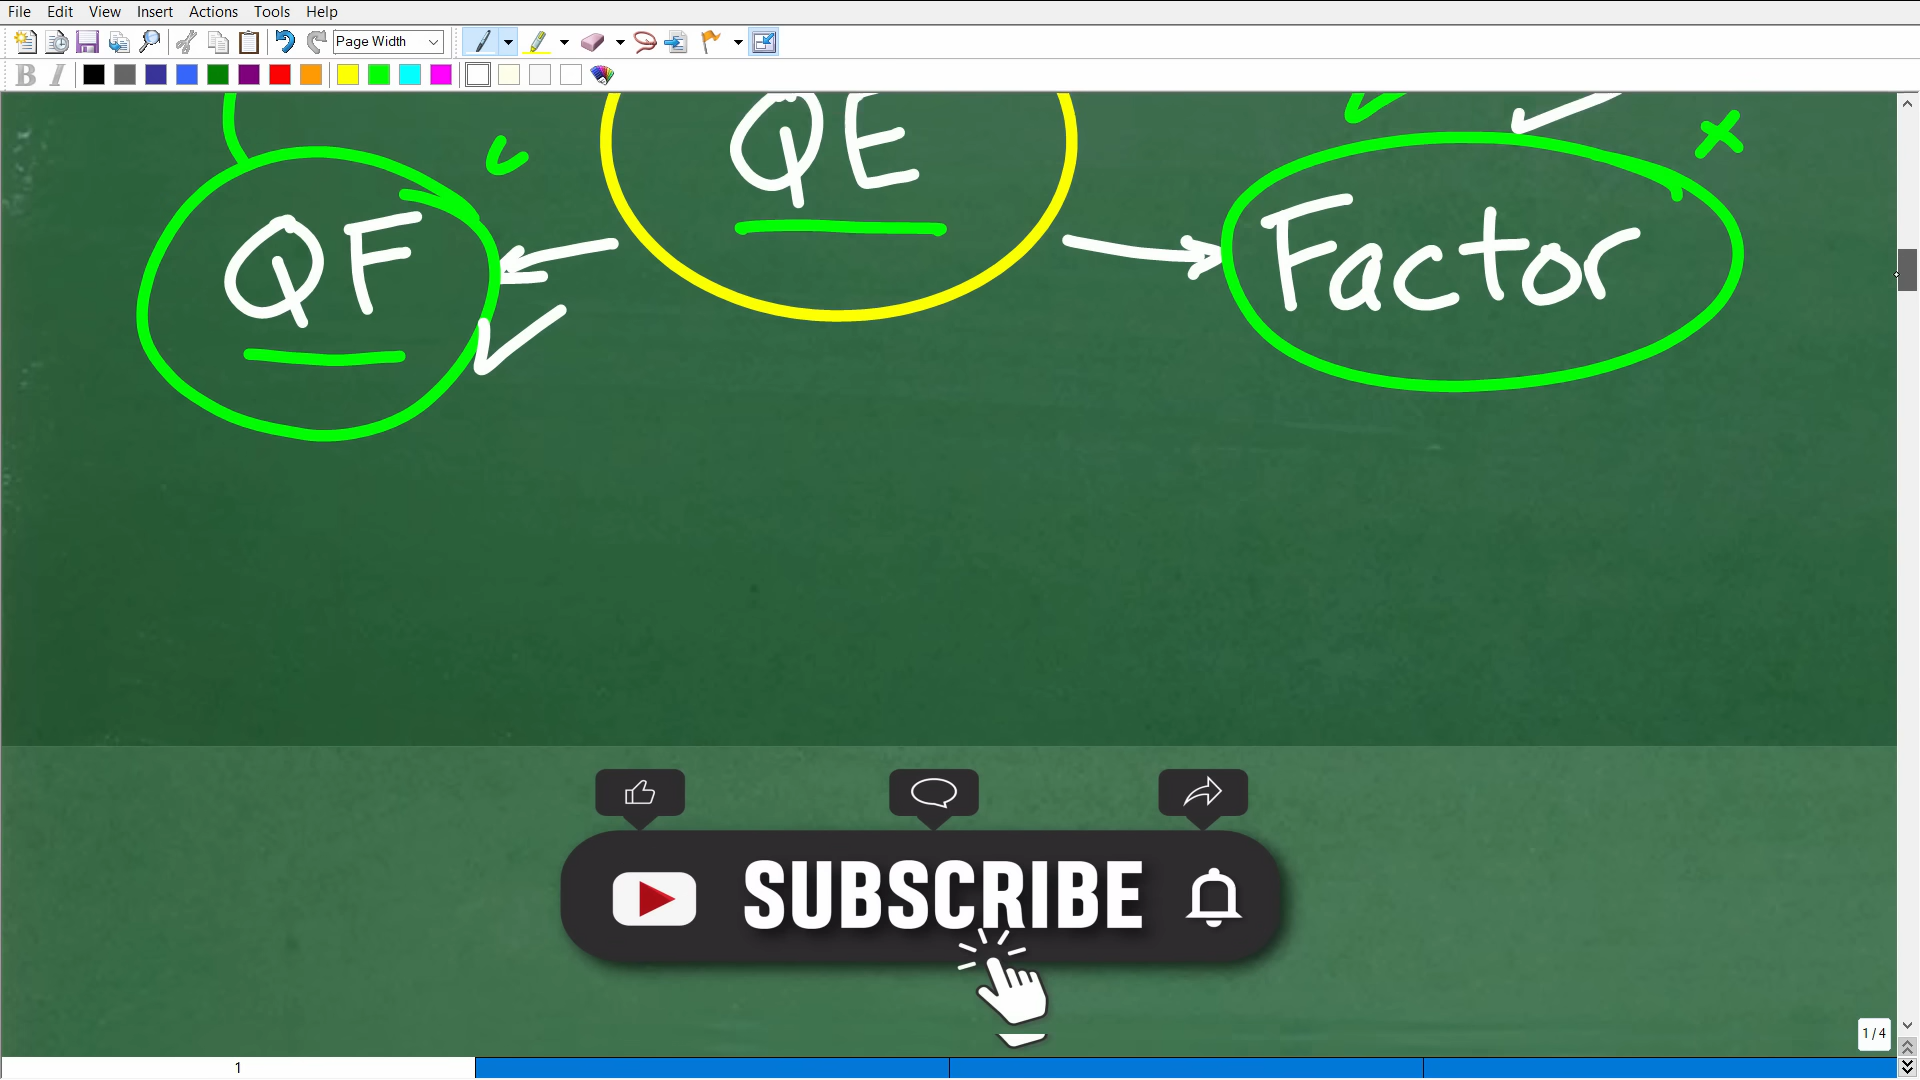 File Edit View Insert Actions Tools Help
Page Width
B I
QE
QF
Factor
SUBSCRIBE
1 / 4
1